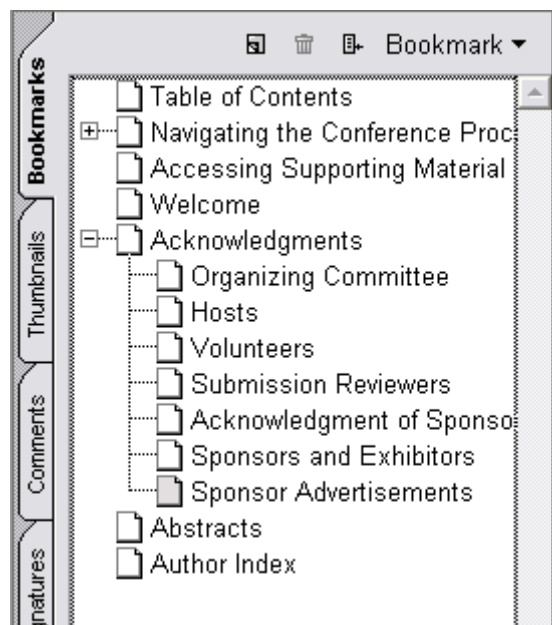 Bookmark
Table of Contents
Navigating the Conference Proc
Accessing Supporting Material
Welcome
Acknowledgments
Organizing Committee
Hosts
Volunteers
Submission Reviewers
Acknowledgment of Sponso
Sponsors and Exhibitors
Sponsor Advertisements
Abstracts
Author Index
Bookmarks
Thumbnails
Comments
gnatures